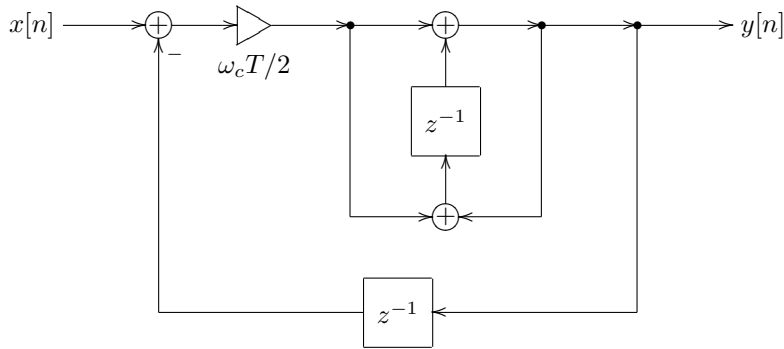 x[n]
+
−
ω_cT/2
+
y[n]
z⁻¹
+
z⁻¹